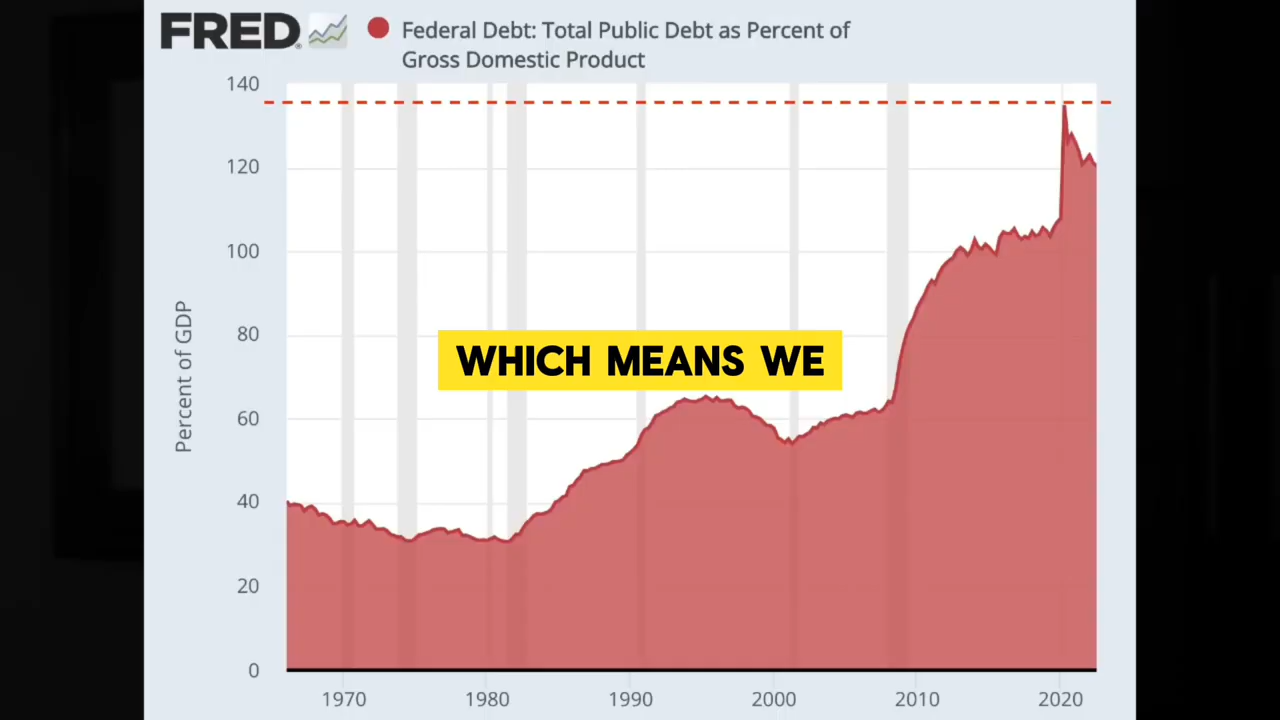 FRED
Federal Debt: Total Public Debt as Percent of
Gross Domestic Product
140
120
100
80
60
40
20
0
Percent of GDP
WHICH MEANS WE
1970
1980
1990
2000
2010
2020